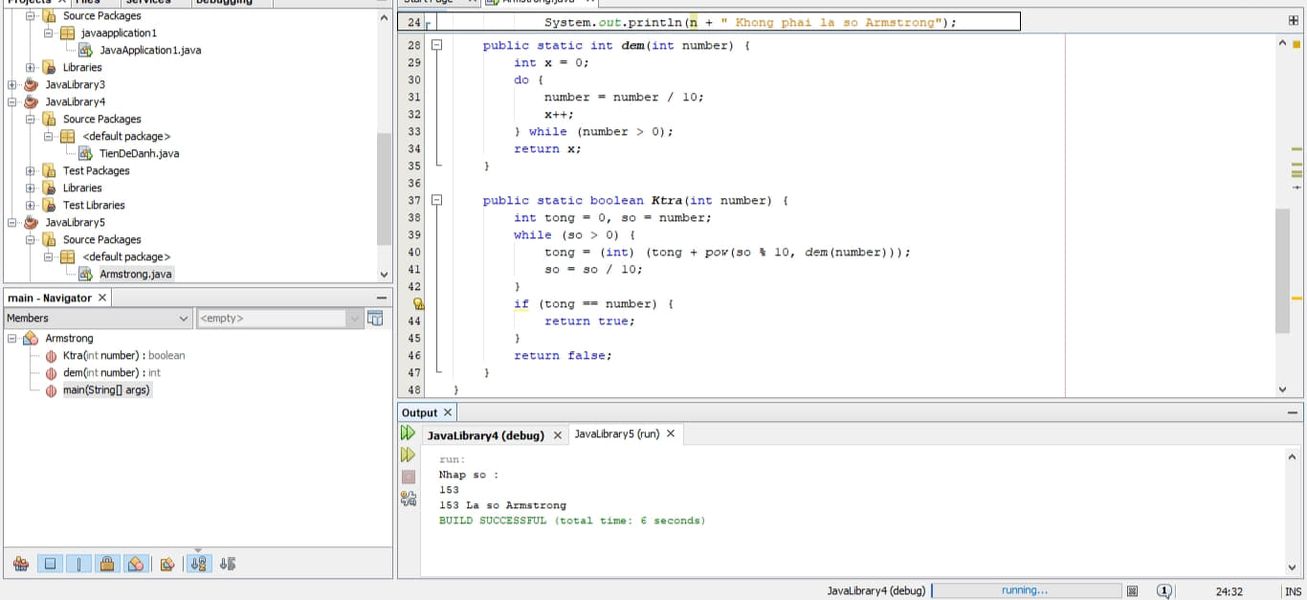 Projects × Files Services Debugging
Source Packages
javaapplication1
JavaApplication1.java
Libraries
JavaLibrary3
JavaLibrary4
Source Packages
<default package>
TienDeDanh.java
Test Packages
Libraries
Test Libraries
JavaLibrary5
Source Packages
<default package>
Armstrong.java
main - Navigator ×
Members <empty>
Armstrong
Ktra(int number) : boolean
dem(int number) : int
main(String[] args)
Start Page × Armstrong.java ×
24 System.out.println(n + " Khong phai la so Armstrong");
28 public static int dem(int number) {
29 int x = 0;
30 do {
31 number = number / 10;
32 x++;
33 } while (number > 0);
34 return x;
35 }
36
37 public static boolean Ktra(int number) {
38 int tong = 0, so = number;
39 while (so > 0) {
40 tong = (int) (tong + pow(so % 10, dem(number)));
41 so = so / 10;
42 }
if (tong == number) {
44 return true;
45 }
46 return false;
47 }
48 }
Output ×
JavaLibrary4 (debug) × JavaLibrary5 (run) ×
run:
Nhap so :
153
153 La so Armstrong
BUILD SUCCESSFUL (total time: 6 seconds)
JavaLibrary4 (debug) running... 1 24:32 INS